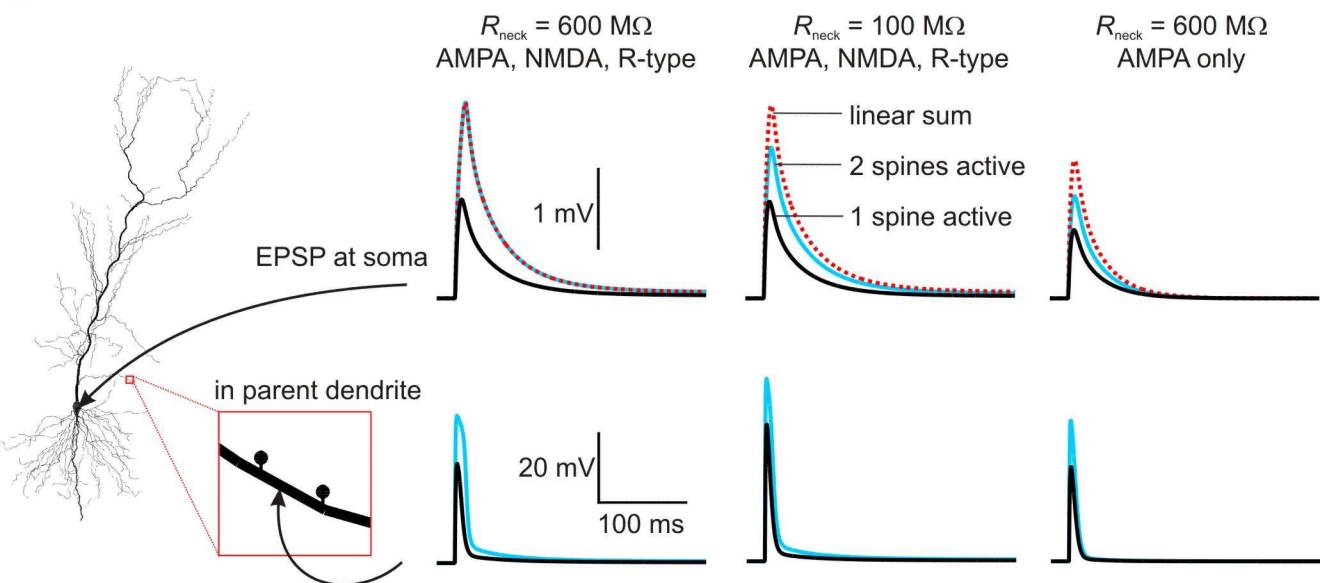 R_neck = 600 MΩ
AMPA, NMDA, R-type
R_neck = 100 MΩ
AMPA, NMDA, R-type
R_neck = 600 MΩ
AMPA only
linear sum
2 spines active
1 spine active
1 mV
EPSP at soma
in parent dendrite
20 mV
100 ms